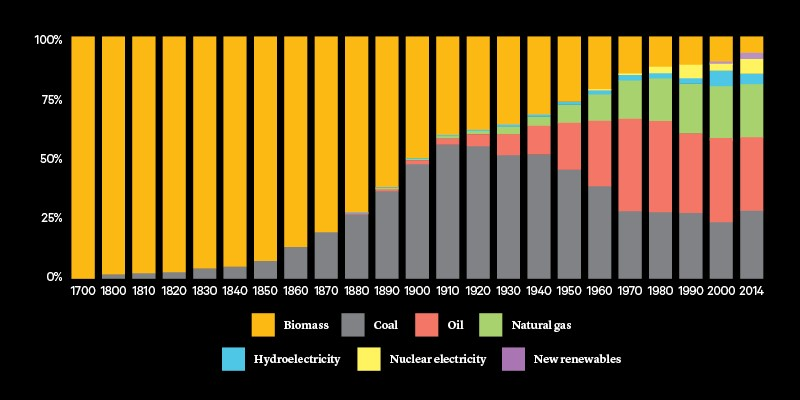 100%
75%
50%
25%
0%
1700 1800 1810 1820 1830 1840 1850 1860 1870 1880 1890 1900 1910 1920 1930 1940 1950 1960 1970 1980 1990 2000 2014
Biomass Coal Oil Natural gas
Hydroelectricity Nuclear electricity New renewables